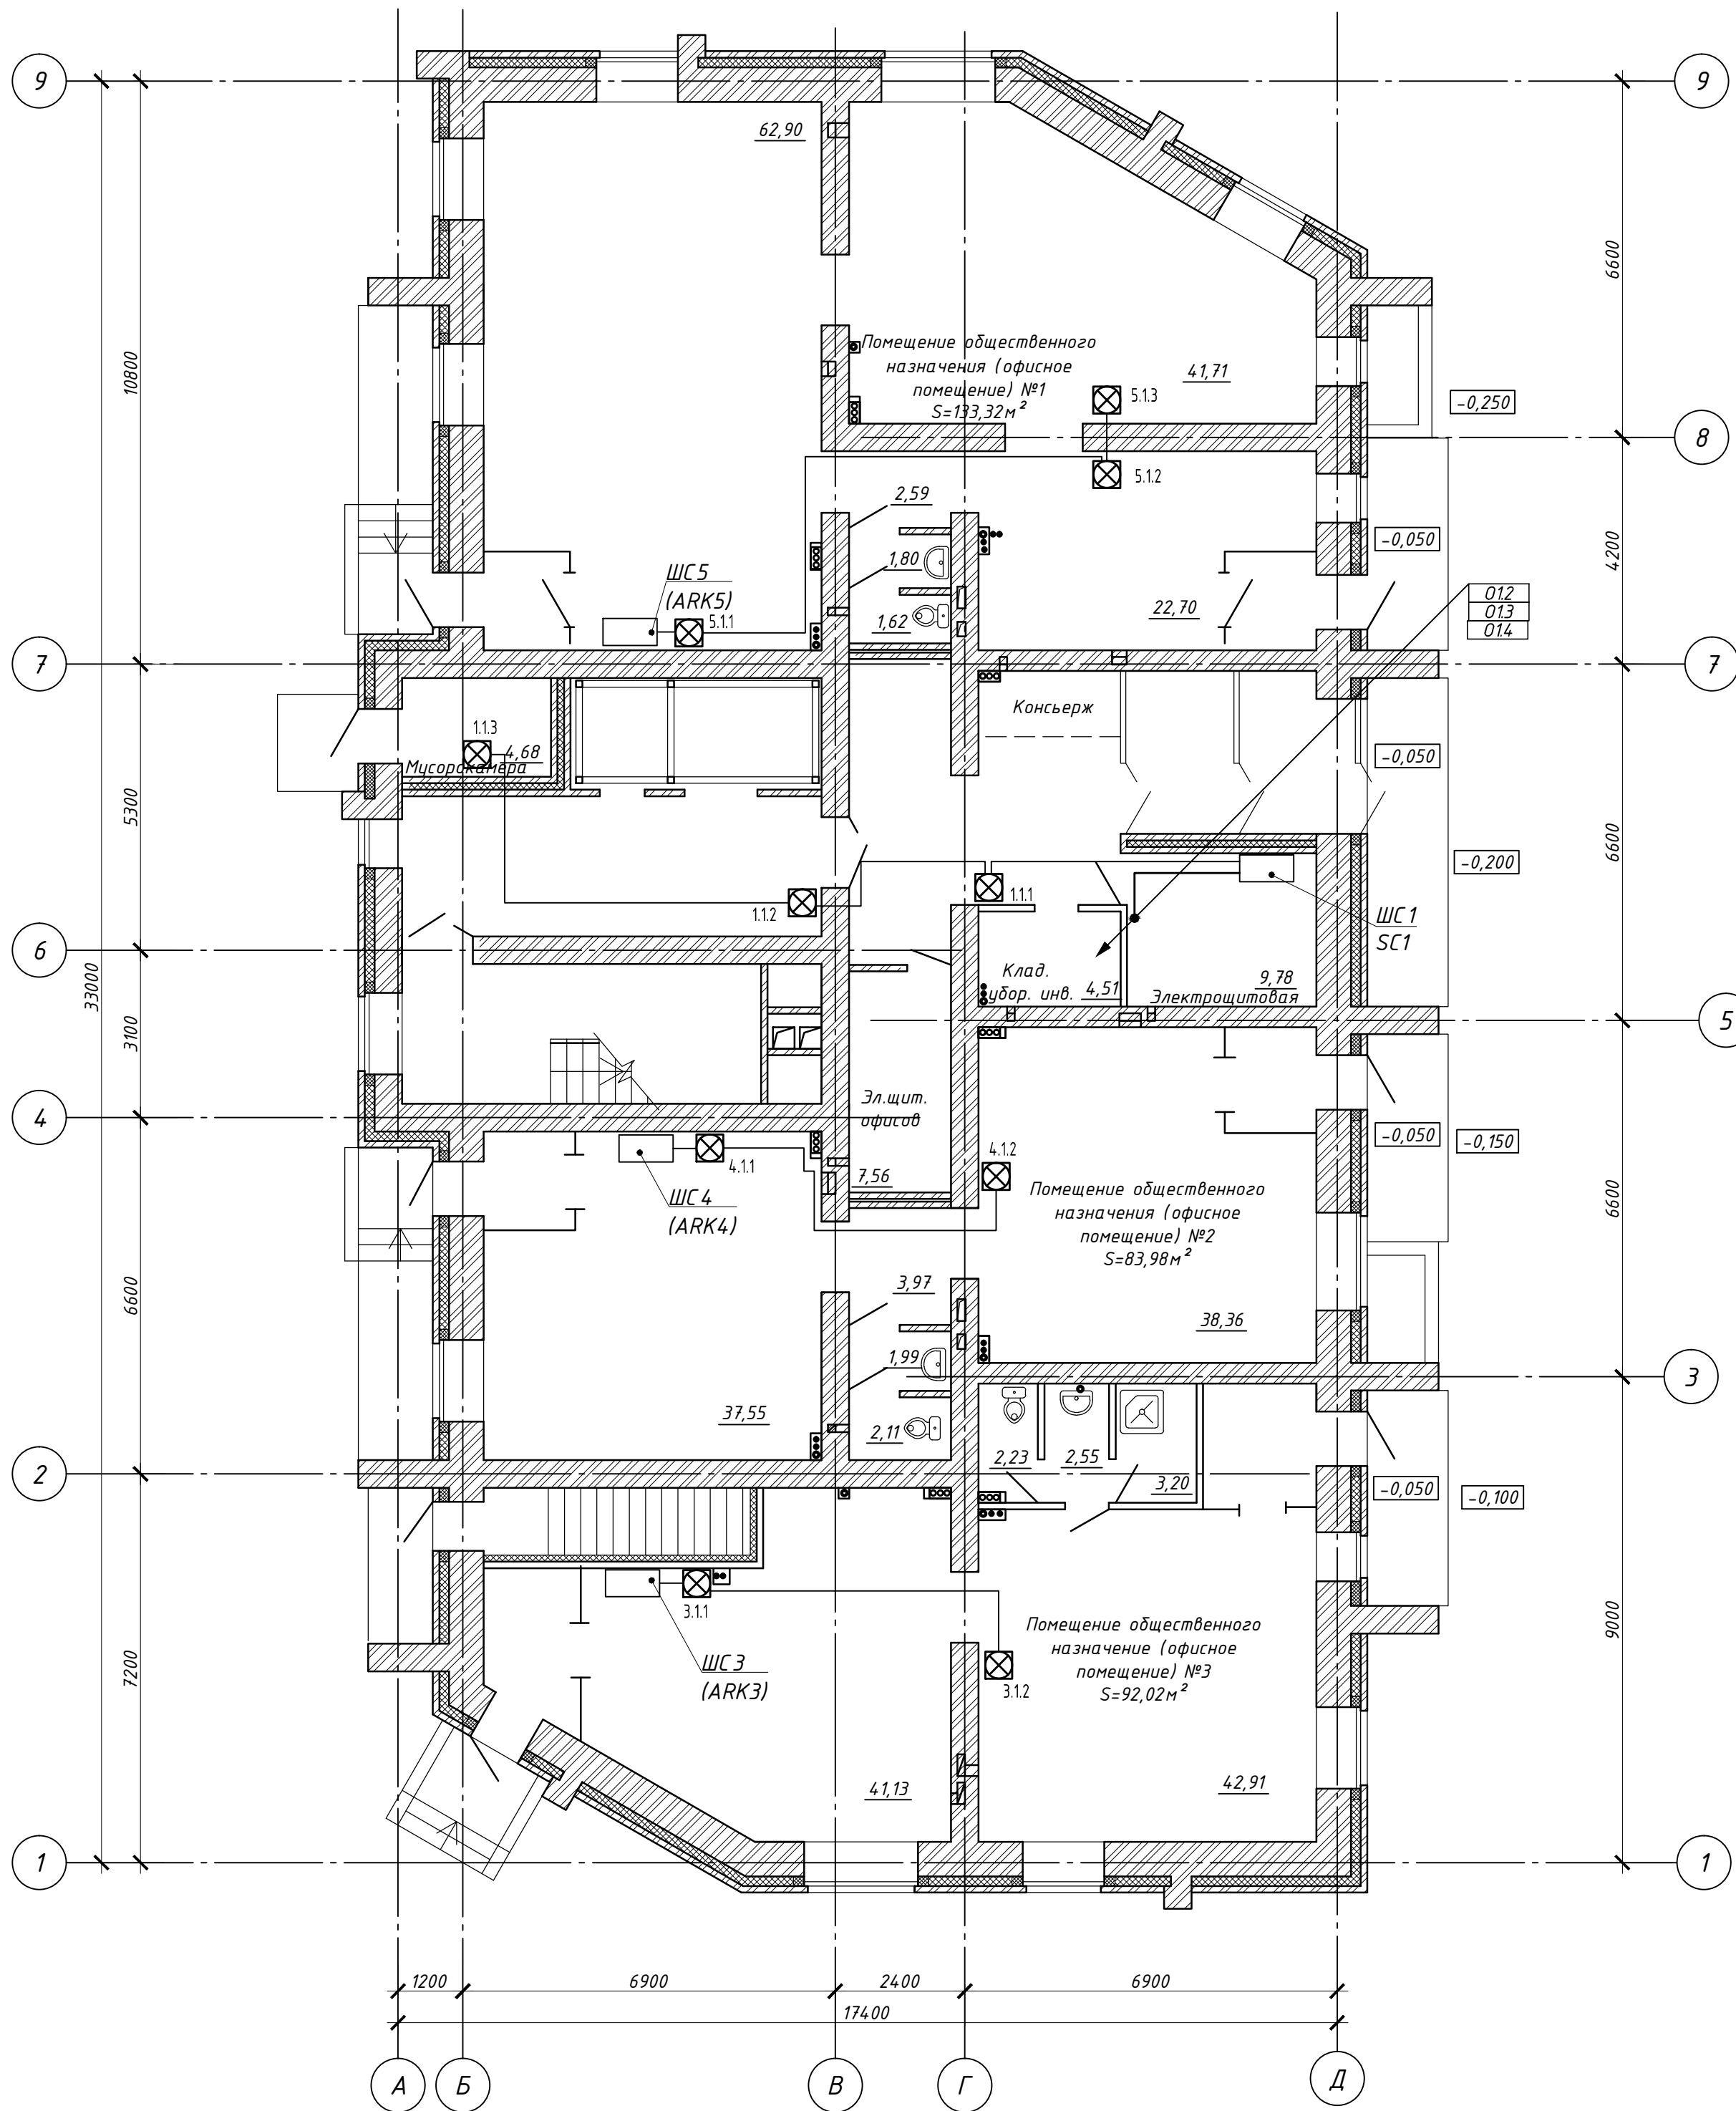 9
9
62,90
6600
10800
Помещение общественного
назначения (офисное
помещение) №1
S=133,32м²
41,71
5.1.3
-0,250
8
5.1.2
2,59
-0,050
4200
1,80
ШС5
(ARK5)
5.1.1
1,62
22,70
01.2
01.3
01.4
7
7
Консьерж
1.1.3
4,68
Мусорокамера
-0,050
5300
6600
-0,200
1.1.1
1.1.2
ШС1
SC1
6
33000
Клад.
убор. инв.
4,51
9,78
Электрощитовая
5
3100
4
Эл.щит.
офисов
-0,050
-0,150
4.1.1
4.1.2
7,56
ШС4
(ARK4)
Помещение общественного
назначения (офисное
помещение) №2
S=83,98м²
6600
6600
3,97
38,36
1,99
3
37,55
2,11
2,23
2,55
3,20
2
-0,050
-0,100
3.1.1
ШС3
(ARK3)
3.1.2
Помещение общественного
назначение (офисное
помещение) №3
S=92,02м²
9000
7200
41,13
42,91
1
1
1200
6900
2400
6900
17400
А
Б
В
Г
Д